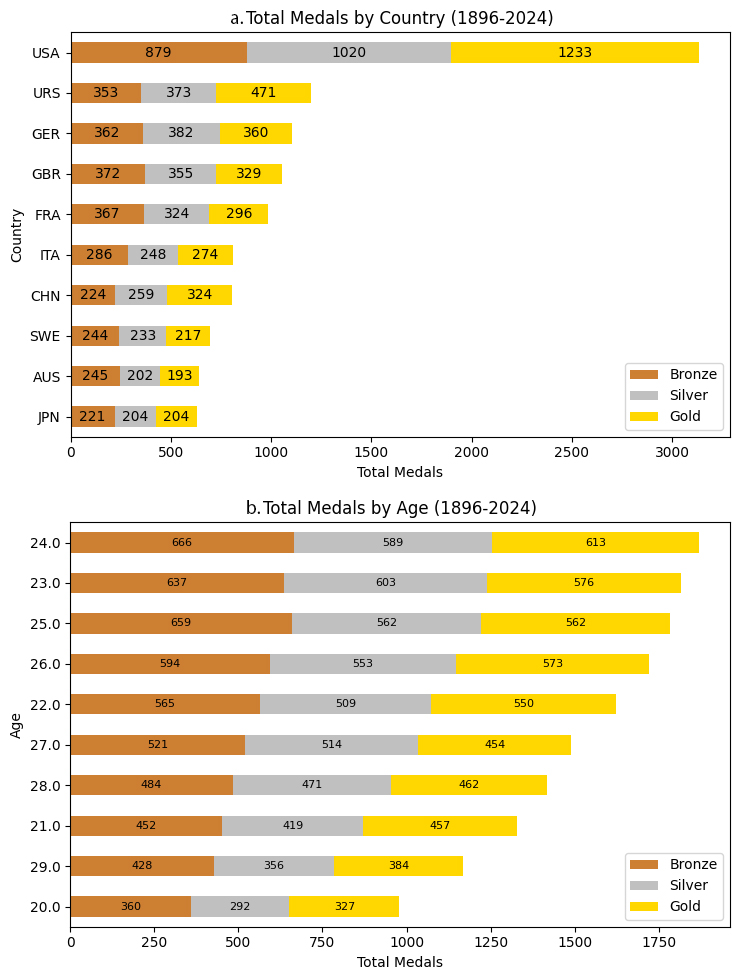 a.Total Medals by Country (1896-2024)
Country
USA 879 1020 1233
URS 353 373 471
GER 362 382 360
GBR 372 355 329
FRA 367 324 296
ITA 286 248 274
CHN 224 259 324
SWE 244 233 217
AUS 245 202 193
JPN 221 204 204
Bronze
Silver
Gold
0 500 1000 1500 2000 2500 3000
Total Medals
b.Total Medals by Age (1896-2024)
Age
24.0 666 589 613
23.0 637 603 576
25.0 659 562 562
26.0 594 553 573
22.0 565 509 550
27.0 521 514 454
28.0 484 471 462
21.0 452 419 457
29.0 428 356 384
20.0 360 292 327
Bronze
Silver
Gold
0 250 500 750 1000 1250 1500 1750
Total Medals